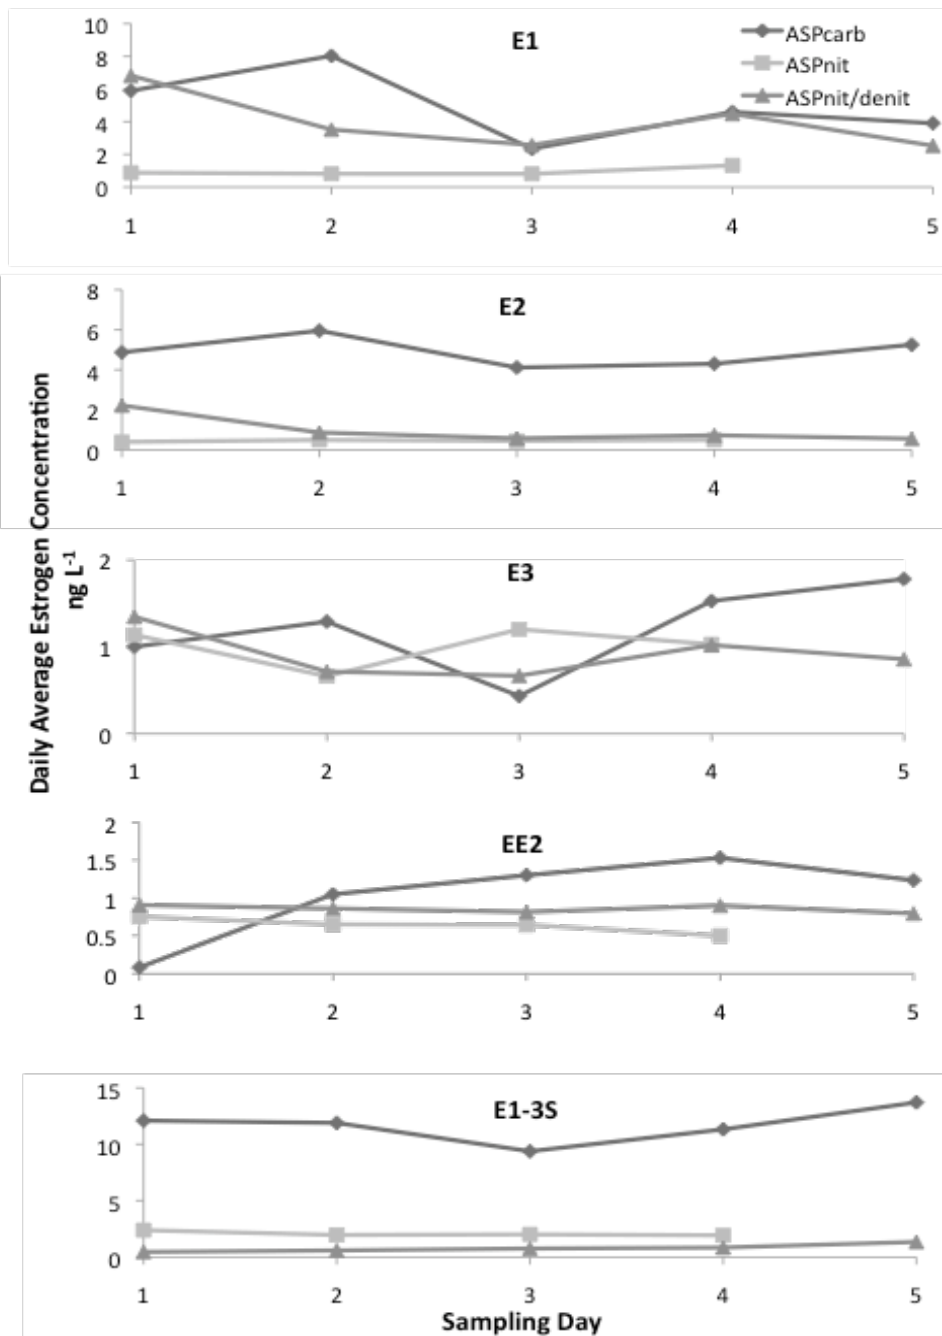 Daily Average Estrogen Concentration
ng L⁻¹
E1
ASPcarb
ASPnit
ASPnit/denit
10
8
6
4
2
0
1 2 3 4 5
E2
8
6
4
2
0
1 2 3 4 5
E3
2
1
0
1 2 3 4 5
EE2
2
1.5
1
0.5
0
1 2 3 4 5
E1-3S
15
10
5
0
1 2 3 4 5
Sampling Day